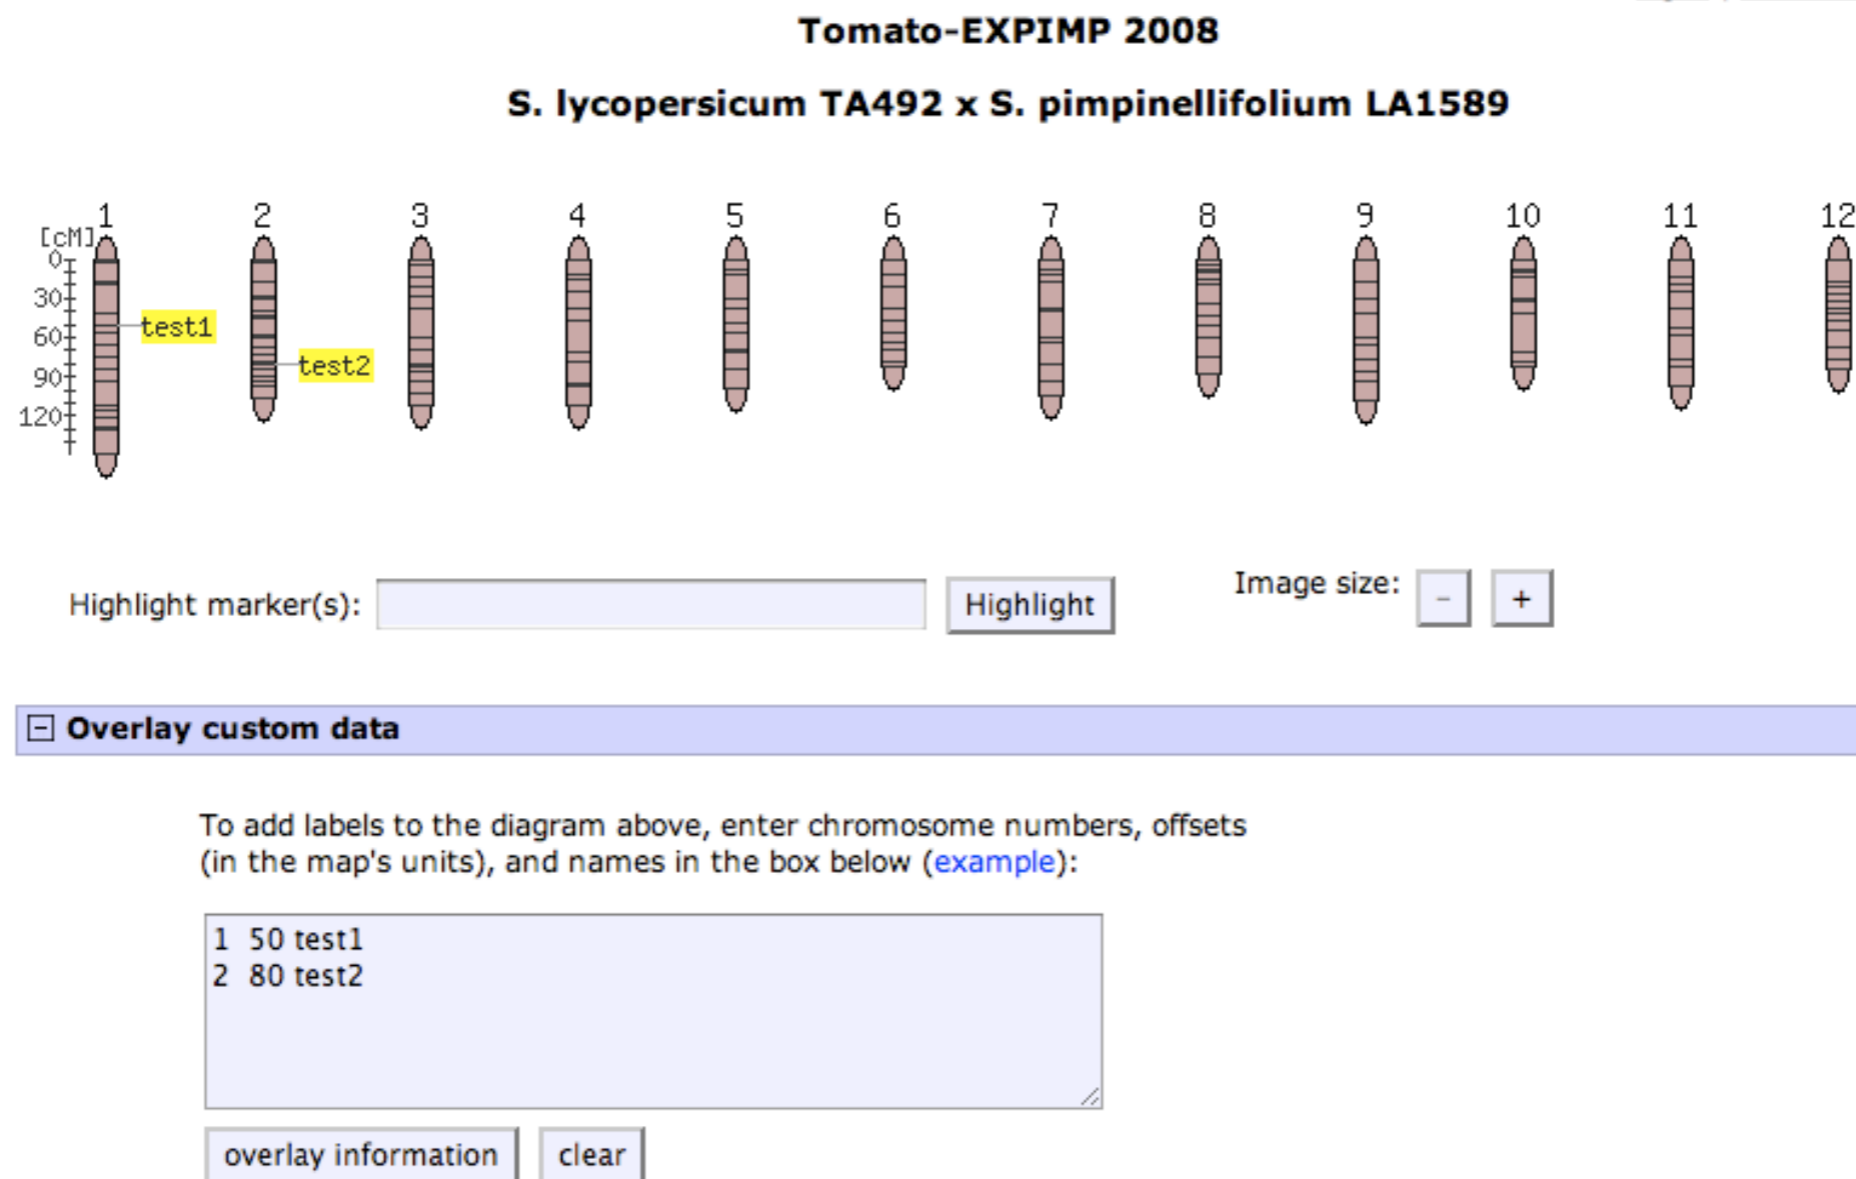 Tomato-EXPIMP 2008
S. lycopersicum TA492 x S. pimpinellifolium LA1589
1 2 3 4 5 6 7 8 9 10 11 12
[cM]
0
30
test1
60
test2
90
120
Highlight marker(s): Highlight Image size: - +
Overlay custom data
To add labels to the diagram above, enter chromosome numbers, offsets
(in the map's units), and names in the box below (example):
1 50 test1
2 80 test2
overlay information clear